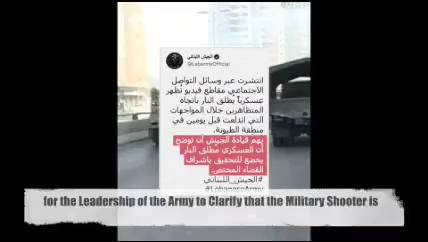 الجيش اللبناني
@LebarmyOfficial
انتشرت عبر وسائل التواصل
الاجتماعي مقاطع فيديو تظهر
عسكرياً يطلق النار باتجاه
المتظاهرين خلال المواجهات
التي اندلعت قبل يومين في
منطقة الطيونة.
يهم قيادة الجيش أن توضح
أن العسكري مطلق النار
يخضع للتحقيق بإشراف
القضاء المختص.
#الجيش_اللبناني
#LebaneseArmy
for the Leadership of the Army to Clarify that the Military Shooter is